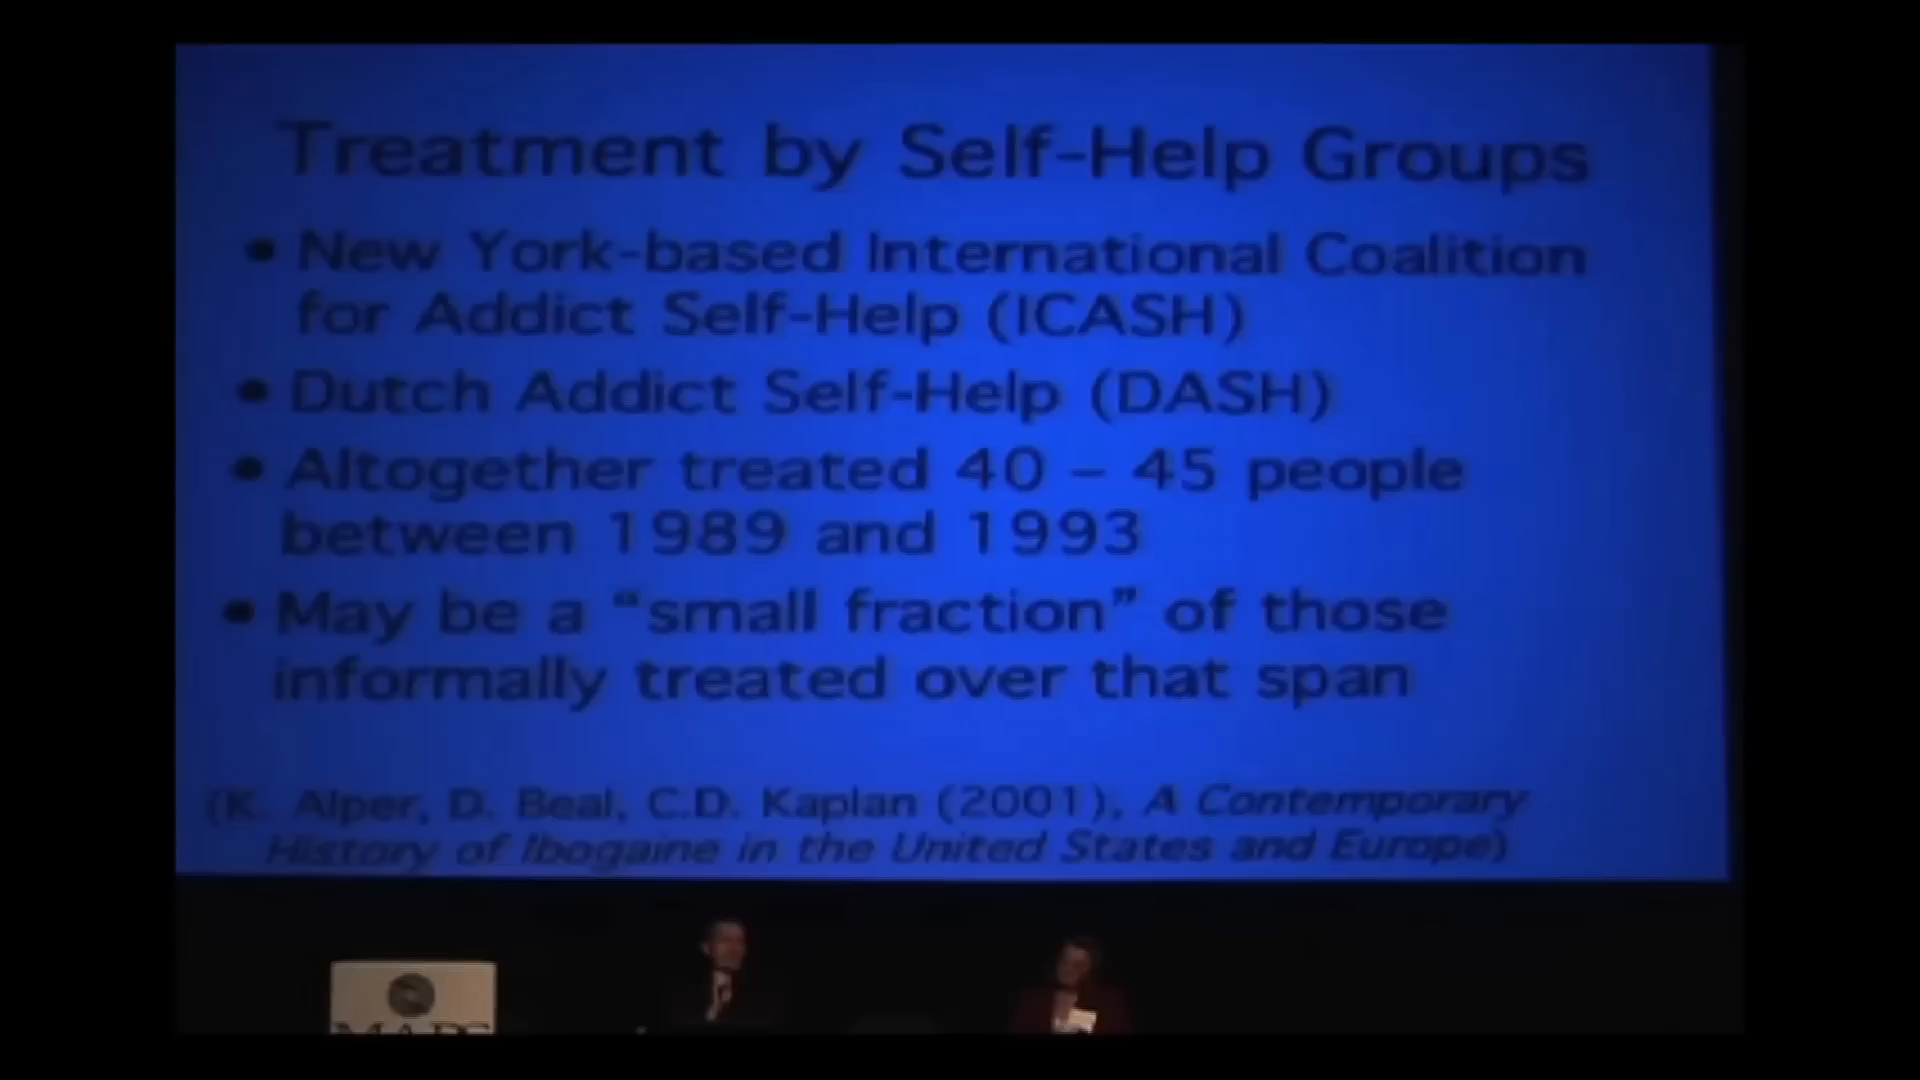 Treatment by Self-Help Groups
• New York-based International Coalition
for Addict Self-Help (ICASH)
• Dutch Addict Self-Help (DASH)
• Altogether treated 40 – 45 people
between 1989 and 1993
• May be a “small fraction” of those
informally treated over that span
(K. Alper, D. Beal, C.D. Kaplan (2001), A Contemporary
History of Ibogaine in the United States and Europe)
MAPS